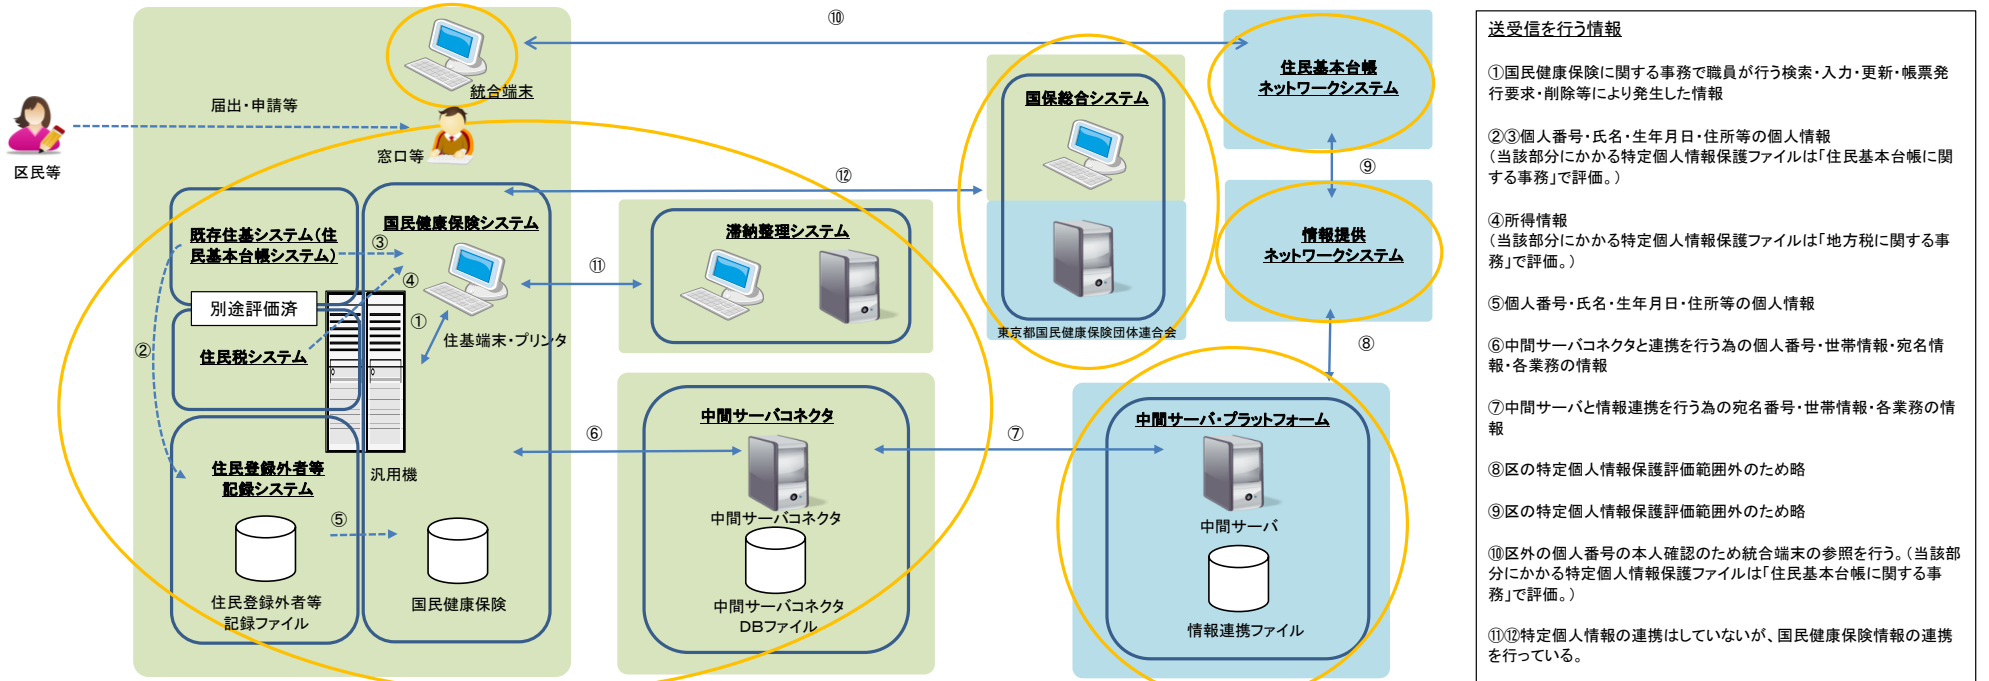 ⑩
統合端末
届出・申請等
窓口等
区民等
住民基本台帳
ネットワークシステム
⑨
情報提供
ネットワークシステム
⑧
国保総合システム
東京都国民健康保険団体連合会
⑫
既存住基システム(住
民基本台帳システム)
③
国民健康保険システム
④
①
住基端末・プリンタ
別途評価済
②
住民税システム
⑪
滞納整理システム
汎用機
住民登録外者等
記録システム
⑤
住民登録外者等
記録ファイル
国民健康保険
⑥
中間サーバコネクタ
中間サーバコネクタ
中間サーバコネクタ
DBファイル
⑦
中間サーバ・プラットフォーム
中間サーバ
情報連携ファイル
送受信を行う情報
①国民健康保険に関する事務で職員が行う検索・入力・更新・帳票発
行要求・削除等により発生した情報
②③個人番号・氏名・生年月日・住所等の個人情報
(当該部分にかかる特定個人情報保護ファイルは「住民基本台帳に関
する事務」で評価。)
④所得情報
(当該部分にかかる特定個人情報保護ファイルは「地方税に関する事
務」で評価。)
⑤個人番号・氏名・生年月日・住所等の個人情報
⑥中間サーバコネクタと連携を行う為の個人番号・世帯情報・宛名情
報・各業務の情報
⑦中間サーバと情報連携を行う為の宛名番号・世帯情報・各業務の情
報
⑧区の特定個人情報保護評価範囲外のため略
⑨区の特定個人情報保護評価範囲外のため略
⑩区外の個人番号の本人確認のため統合端末の参照を行う。(当該部
分にかかる特定個人情報保護ファイルは「住民基本台帳に関する事
務」で評価。)
⑪⑫特定個人情報の連携はしていないが、国民健康保険情報の連携
を行っている。